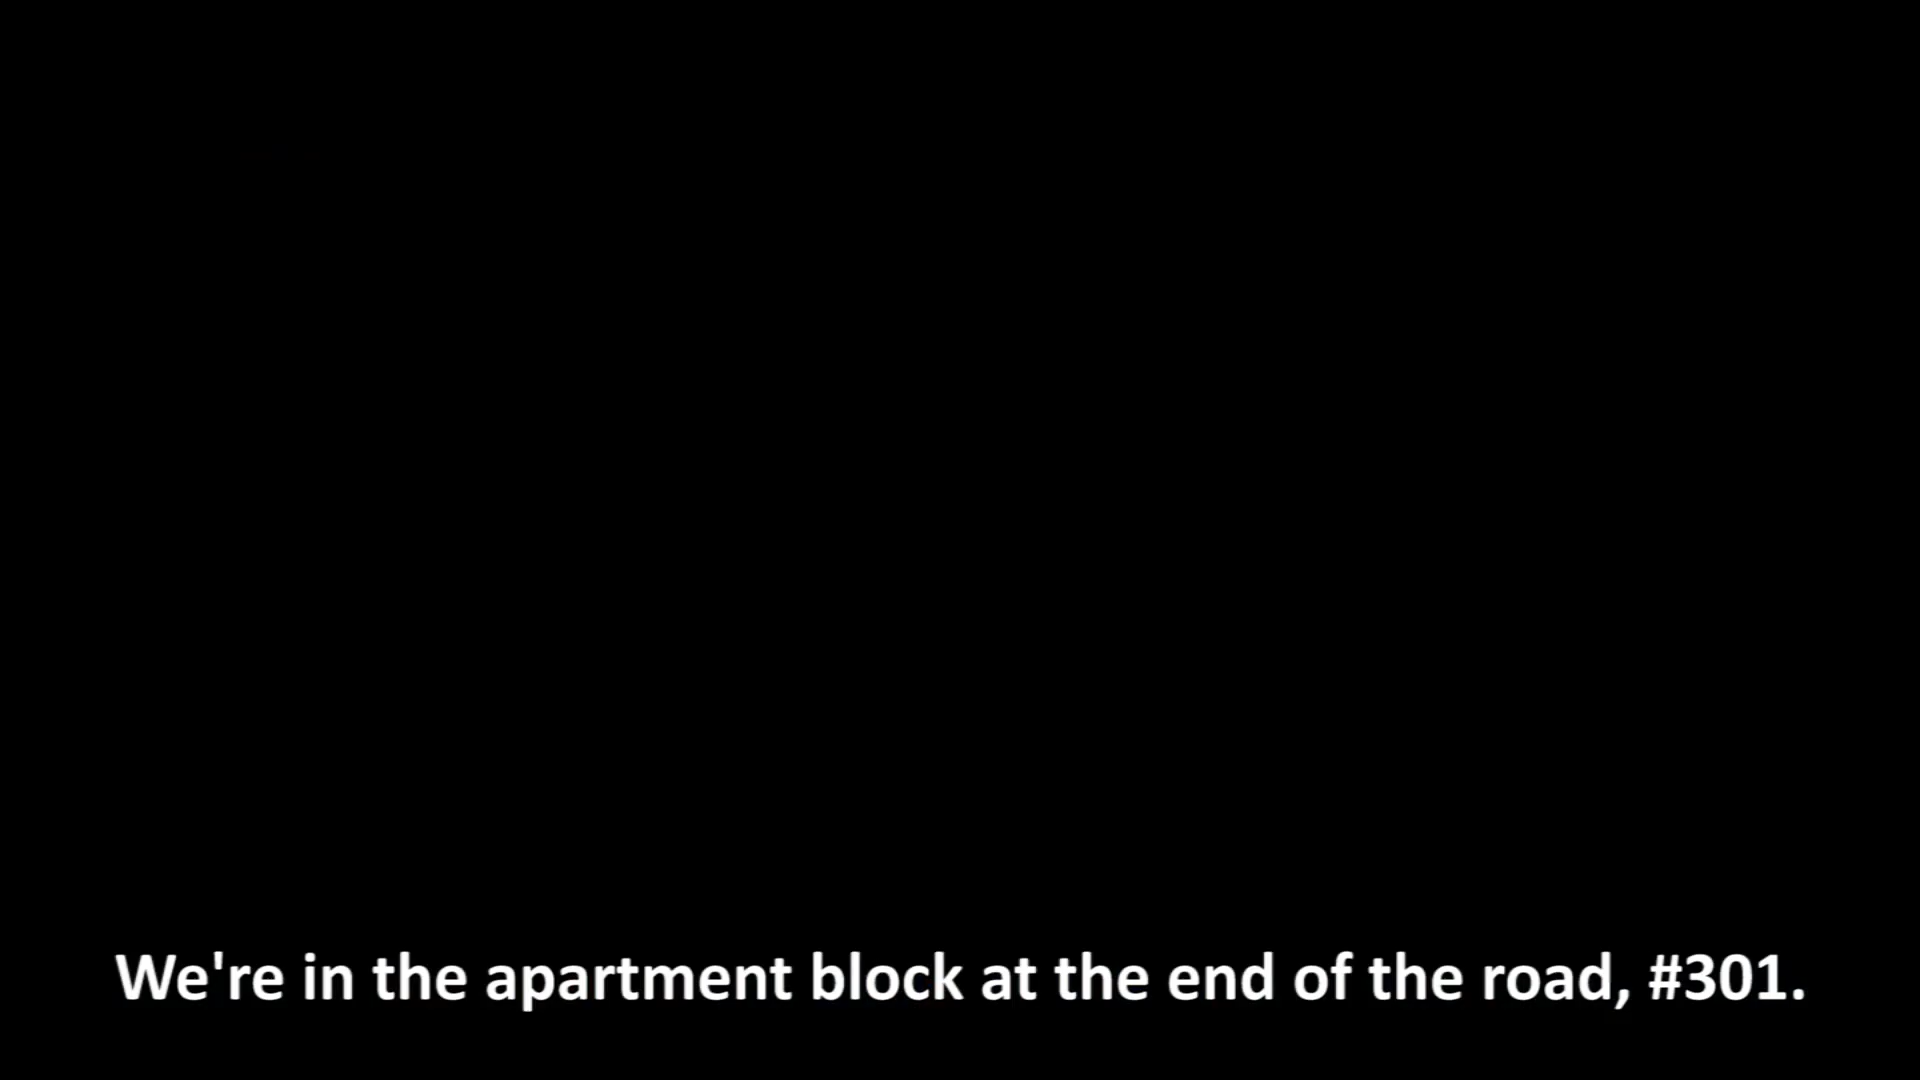 We're in the apartment block at the end of the road, #301.